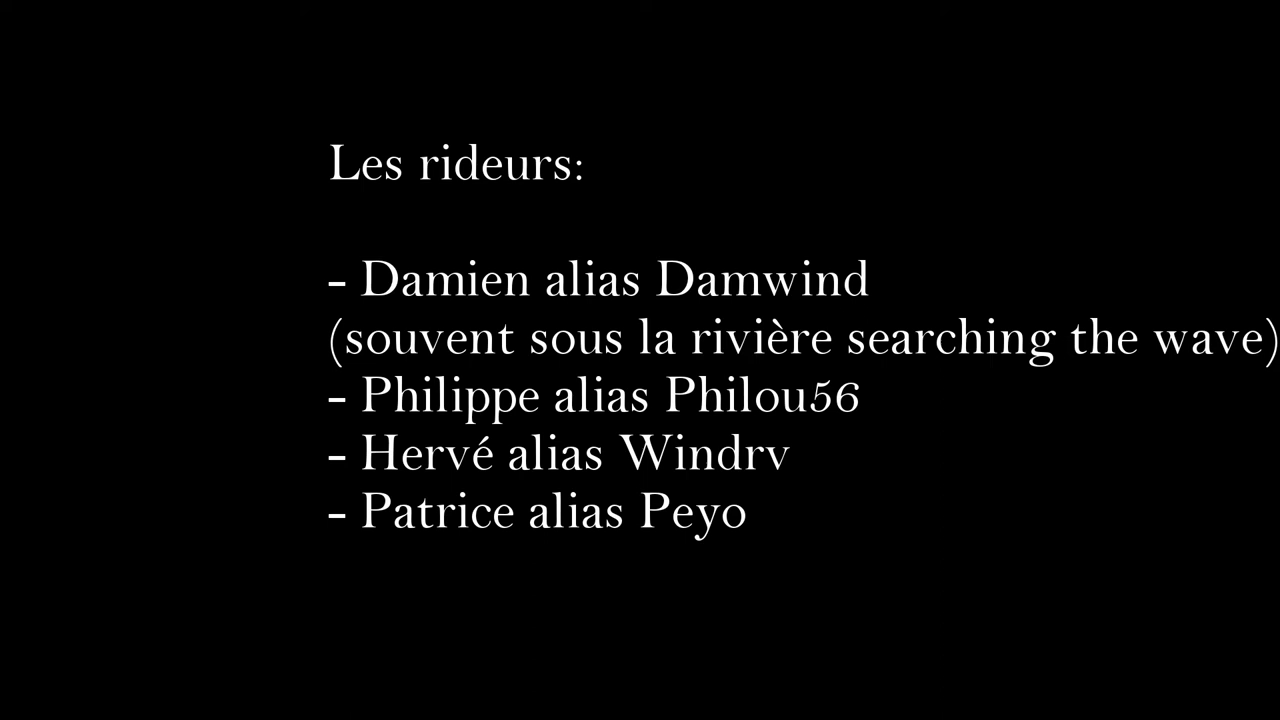 Les rideurs:
- Damien alias Damwind
(souvent sous la rivière searching the wave)
- Philippe alias Philou56
- Hervé alias Windrv
- Patrice alias Peyo